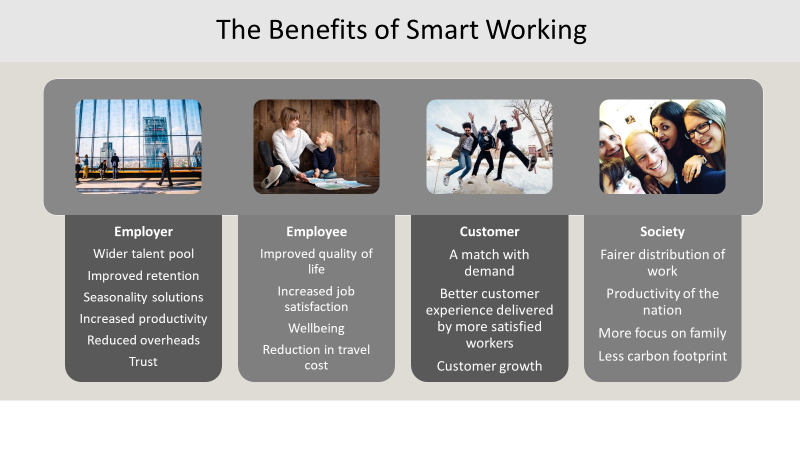 The Benefits of Smart Working
Employer
Wider talent pool
Improved retention
Seasonality solutions
Increased productivity
Reduced overheads
Trust
Employee
Improved quality of
life
Increased job
satisfaction
Wellbeing
Reduction in travel
cost
Customer
A match with
demand
Better customer
experience delivered
by more satisfied
workers
Customer growth
Society
Fairer distribution of
work
Productivity of the
nation
More focus on family
Less carbon footprint